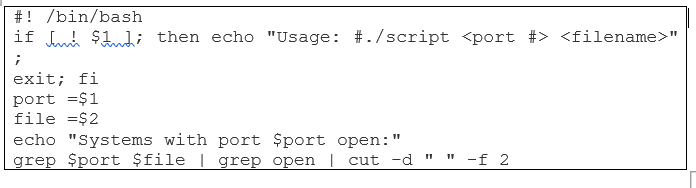 #! /bin/bash
if [ ! $1 ]; then echo "Usage: #./script <port #> <filename>"
;
exit; fi
port =$1
file =$2
echo "Systems with port $port open:"
grep $port $file | grep open | cut -d " " -f 2